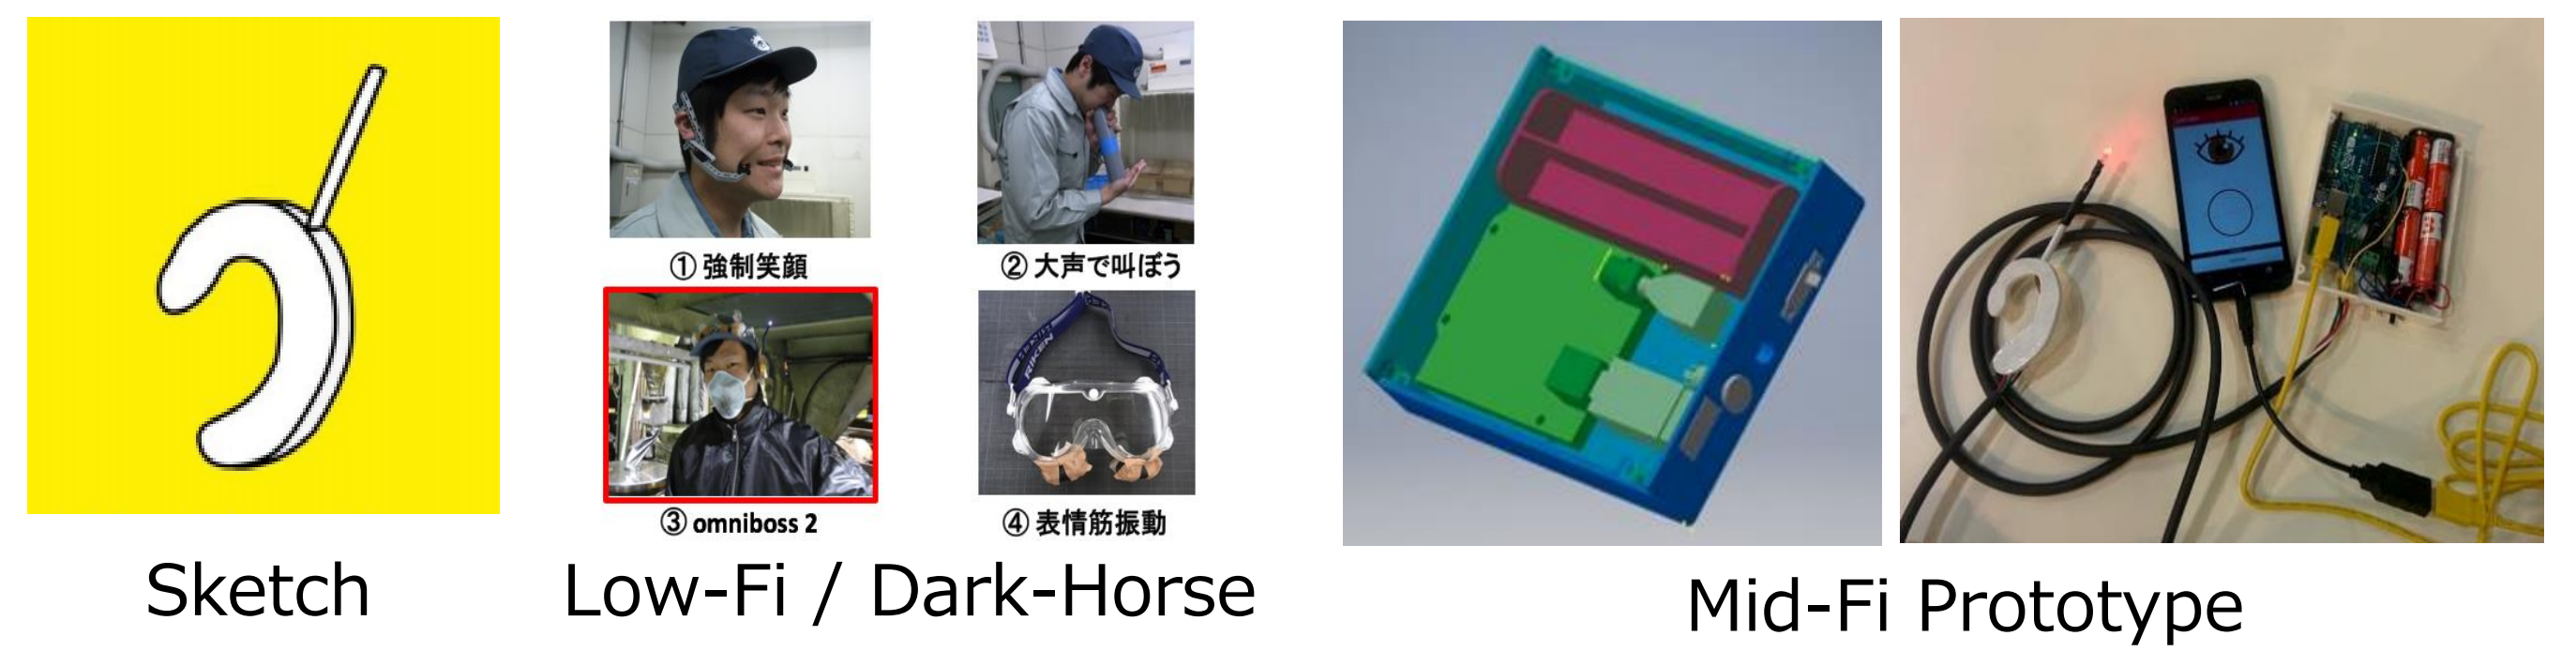 ① 強制笑顔
② 大声で叫ぼう
③ omniboss 2
RIKEN
④ 表情筋振動
Sketch
Low-Fi / Dark-Horse
Mid-Fi Prototype